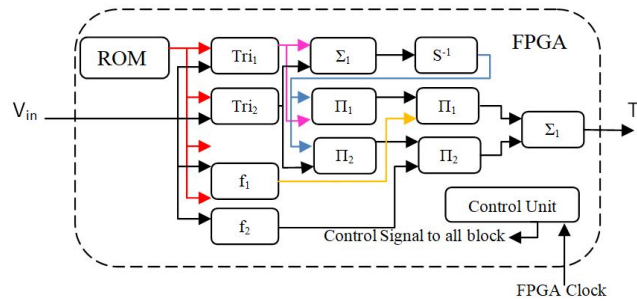 FPGA
ROM
Tri₁
Σ₁
S⁻¹
Vᵢₙ
Tri₂
Π₁
Π₁
Σ₁
T
Π₂
Π₂
f₁
f₂
Control Unit
Control Signal to all block
FPGA Clock